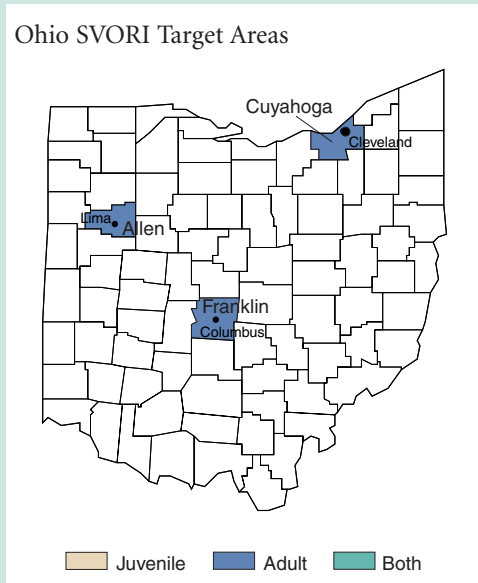 Ohio SVORI Target Areas
Cuyahoga
Cleveland
Lima
Allen
Franklin
Columbus
Juvenile Adult Both